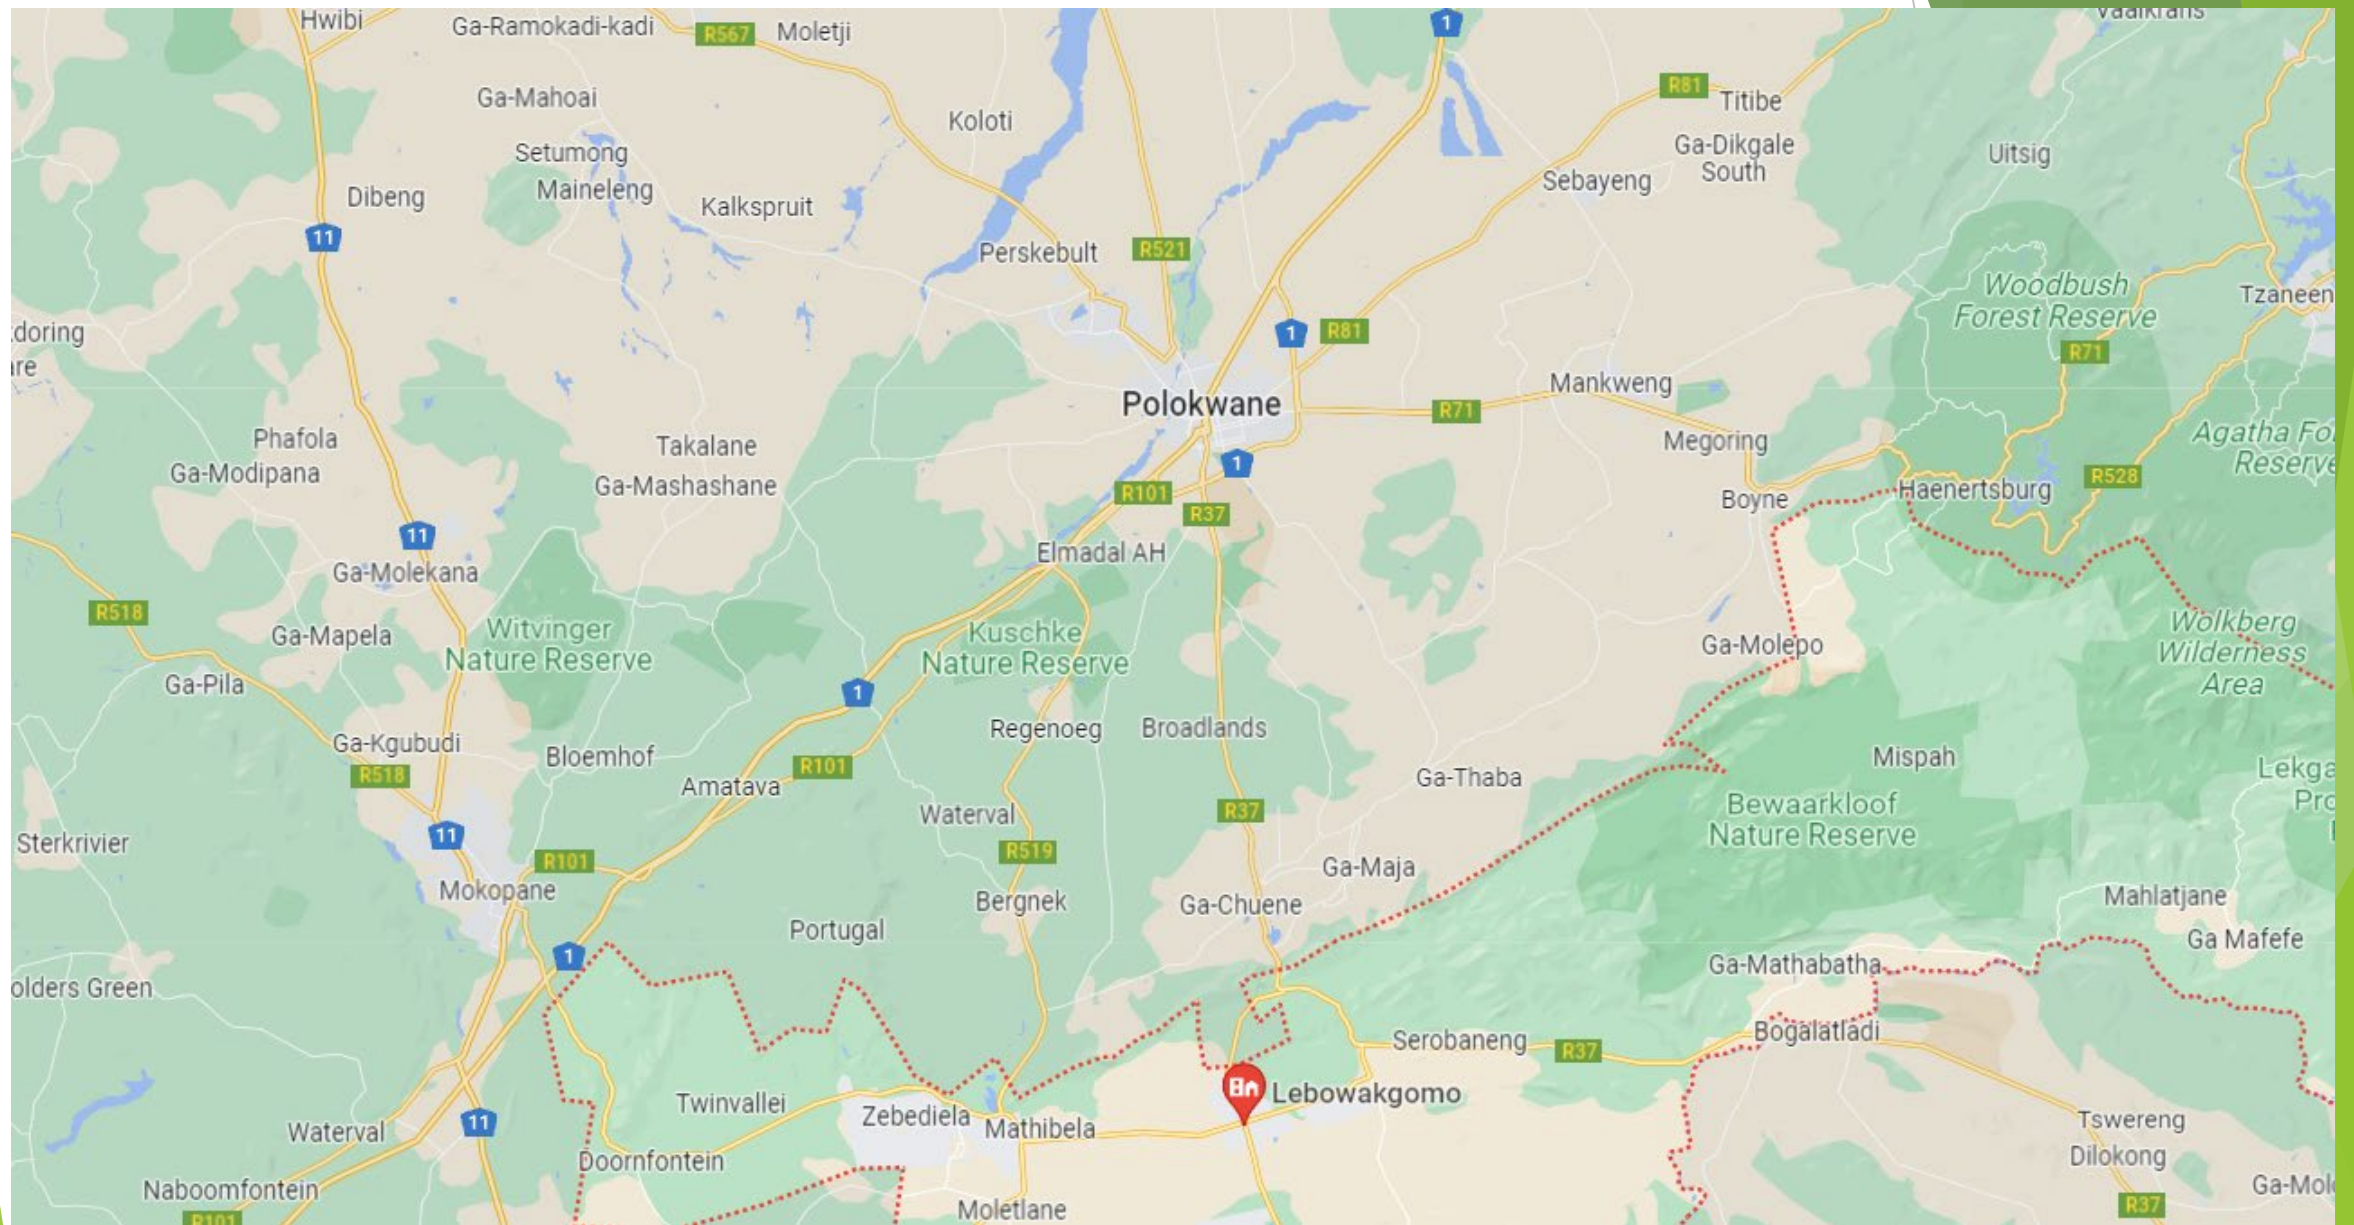 Hwibi
Ga-Ramokadi-kadi
R567
Moletji
1
Vaalkrans
Ga-Mahoai
Koloti
R81
Titibe
Setumong
Maineleng
Dibeng
Kalkspruit
Ga-Dikgale
South
Sebayeng
Uitsig
11
Perskebult
R521
Woodbush
Forest Reserve
Tzaneen
1
R81
R71
Polokwane
Mankweng
R71
Phafola
Ga-Modipana
Takalane
Ga-Mashashane
Megoring
Agatha
Reserve
1
R101
R37
Boyne
Haenertsburg
R528
11
Elmadal AH
Ga-Molekana
R518
Ga-Mapela
Witvinger
Nature Reserve
Kuschke
Nature Reserve
Ga-Molepo
Wolkberg
Wilderness
Area
Ga-Pila
1
Regenoeg
Broadlands
Ga-Kgubudi
R518
Bloemhof
Amatava
R101
Ga-Thaba
Mispah
Waterval
R37
Bewaarkloof
Nature Reserve
Sterkrivier
11
R101
R519
Ga-Maja
Mokopane
Bergnek
Ga-Chuene
Mahlatjane
Portugal
Ga Mafefe
1
Ga-Mathabatha
olders Green
Serobaneng
R37
Bogalatladi
Lebowakgomo
Twinvallei
Zebediela
Mathibela
Waterval
11
Tswereng
Doornfontein
Dilokong
Naboomfontein
R101
Moletlane
R37